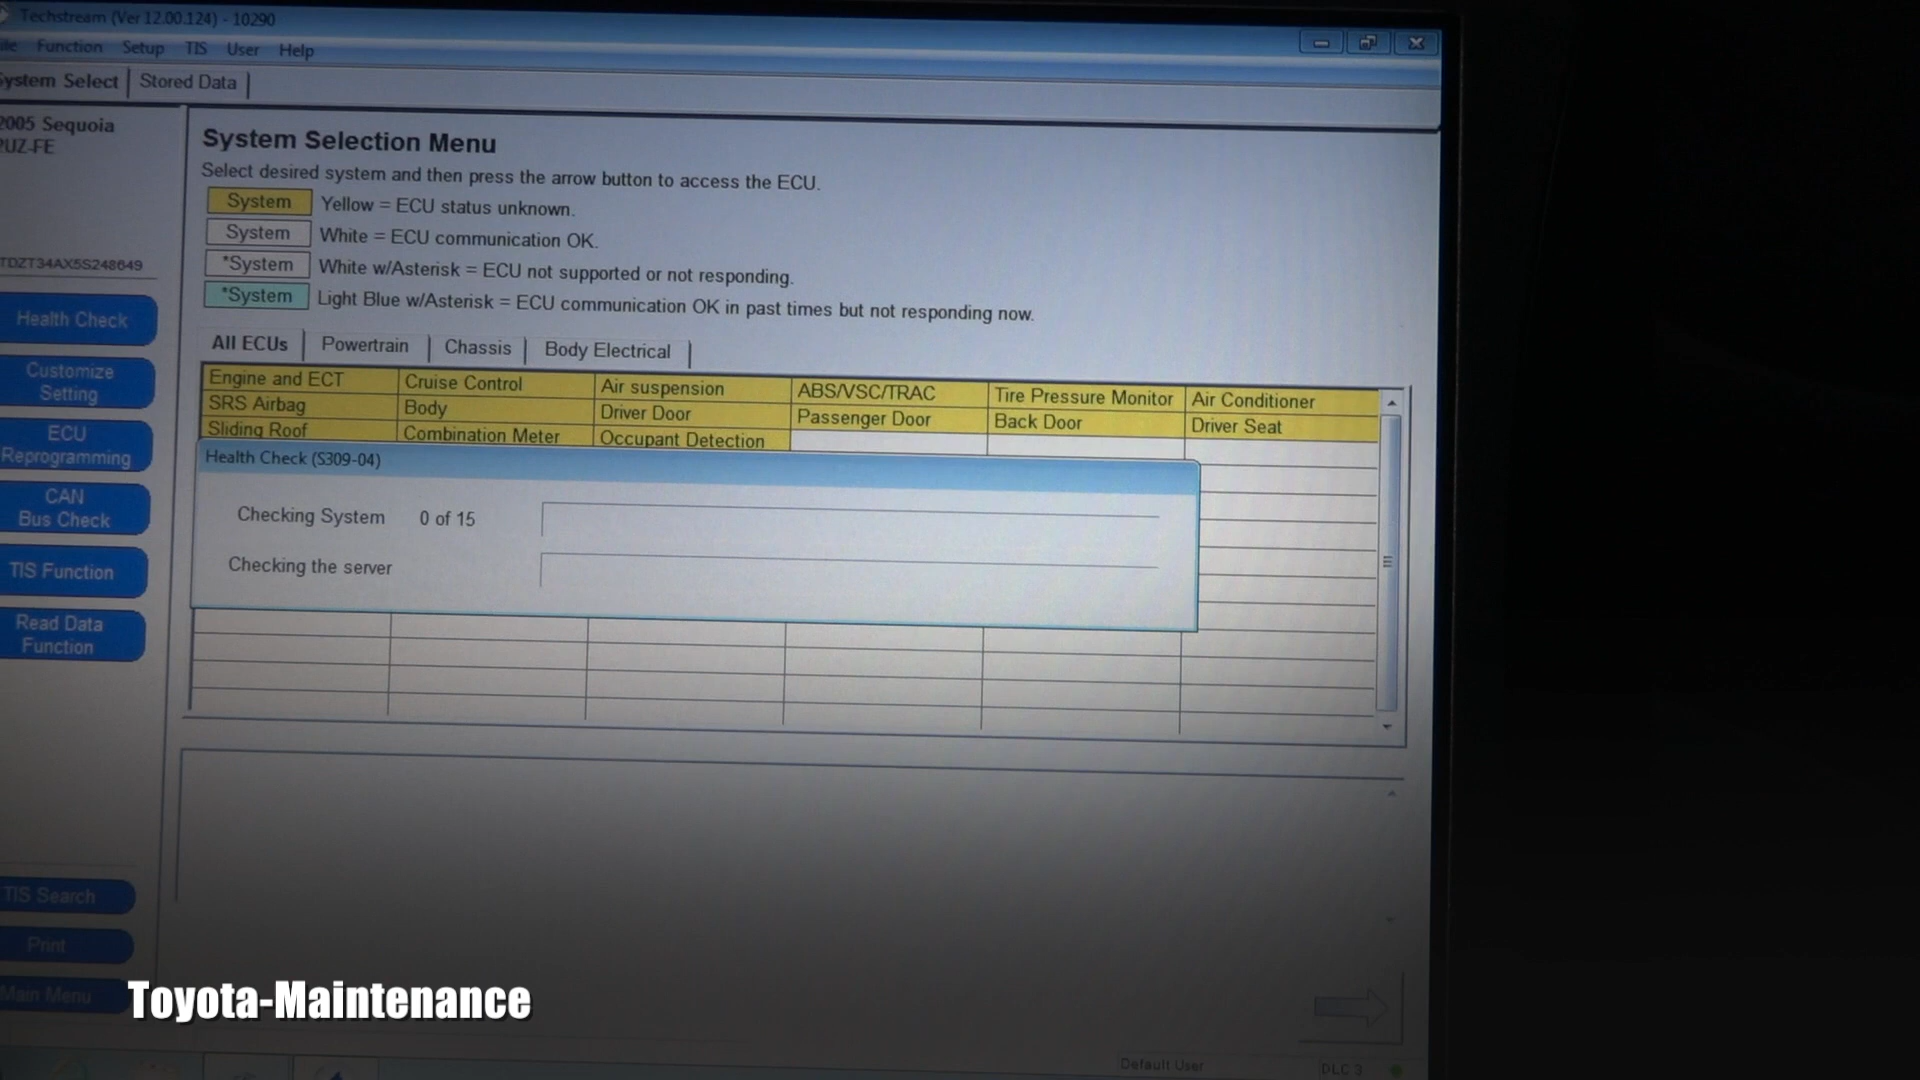 Techstream (Ver 12.00.124) - 10290
Function Setup TIS User Help
System Select Stored Data
2005 Sequoia
2UZ-FE
TDZT34AX5S248649
Health Check
Customize
Setting
ECU
Reprogramming
CAN
Bus Check
TIS Function
Read Data
Function
TIS Search
Print
Main Menu
System Selection Menu
Select desired system and then press the arrow button to access the ECU.
System Yellow = ECU status unknown.
System White = ECU communication OK.
*System White w/Asterisk = ECU not supported or not responding.
*System Light Blue w/Asterisk = ECU communication OK in past times but not responding now.
All ECUs Powertrain Chassis Body Electrical
Engine and ECT Cruise Control Air suspension ABS/VSC/TRAC Tire Pressure Monitor Air Conditioner
SRS Airbag Body Driver Door Passenger Door Back Door Driver Seat
Sliding Roof Combination Meter Occupant Detection
Health Check (S309-04)
Checking System 0 of 15
Checking the server
Default User DLC 3
Toyota-Maintenance